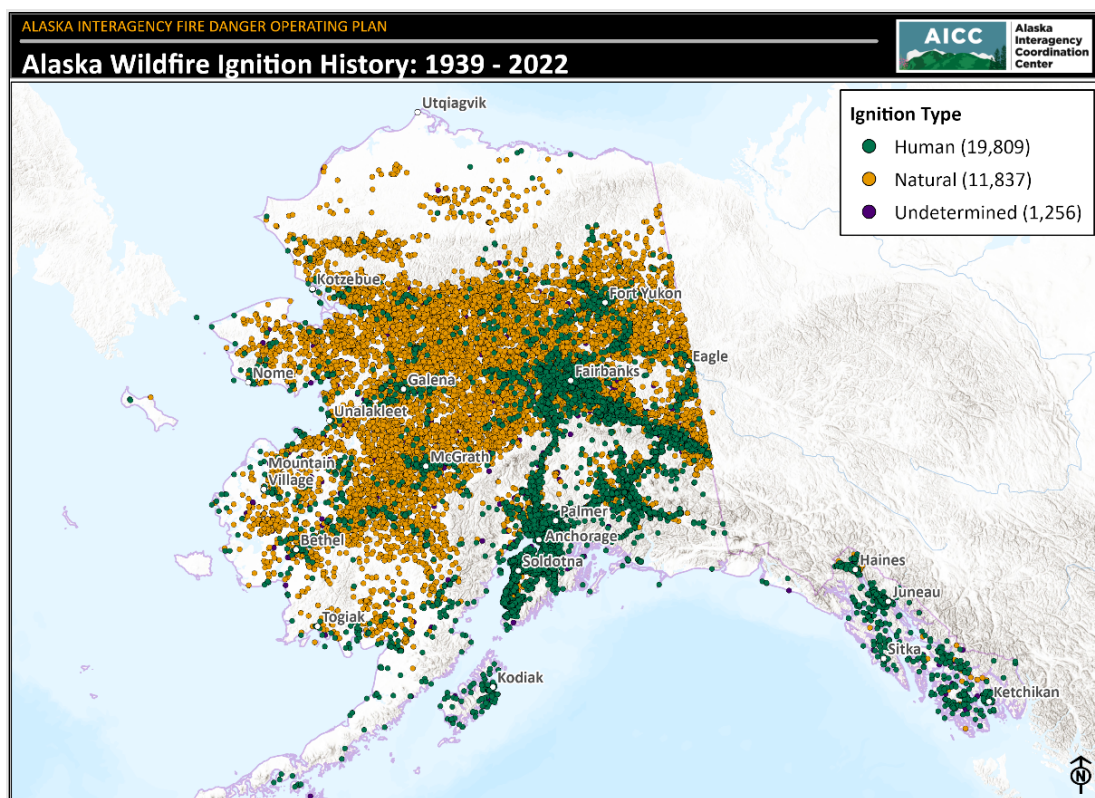 ALASKA INTERAGENCY FIRE DANGER OPERATING PLAN
Alaska Wildfire Ignition History: 1939 - 2022
AICC
Alaska
Interagency
Coordination
Center
Ignition Type
Human (19,809)
Natural (11,837)
Undetermined (1,256)
Utqiagvik
Kotzebue
Fort Yukon
Eagle
Nome
Galena
Fairbanks
Unalakleet
Mountain
Village
McGrath
Bethel
Palmer
Anchorage
Soldotna
Haines
Juneau
Togiak
Sitka
Kodiak
Ketchikan
N